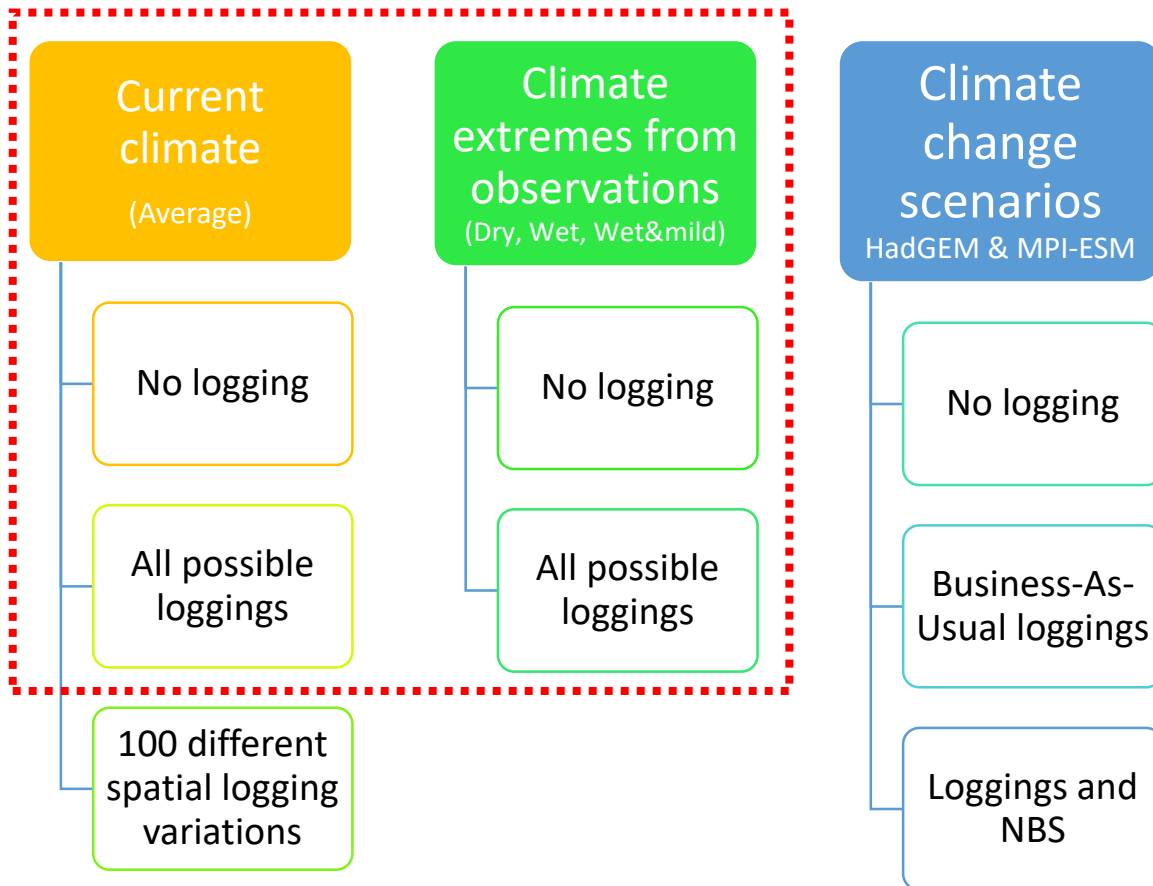 Current
climate
(Average)
No logging
All possible
loggings
100 different
spatial logging
variations
Climate
extremes from
observations
(Dry, Wet, Wet&mild)
No logging
All possible
loggings
Climate
change
scenarios
HadGEM & MPI-ESM
No logging
Business-As-
Usual loggings
Loggings and
NBS